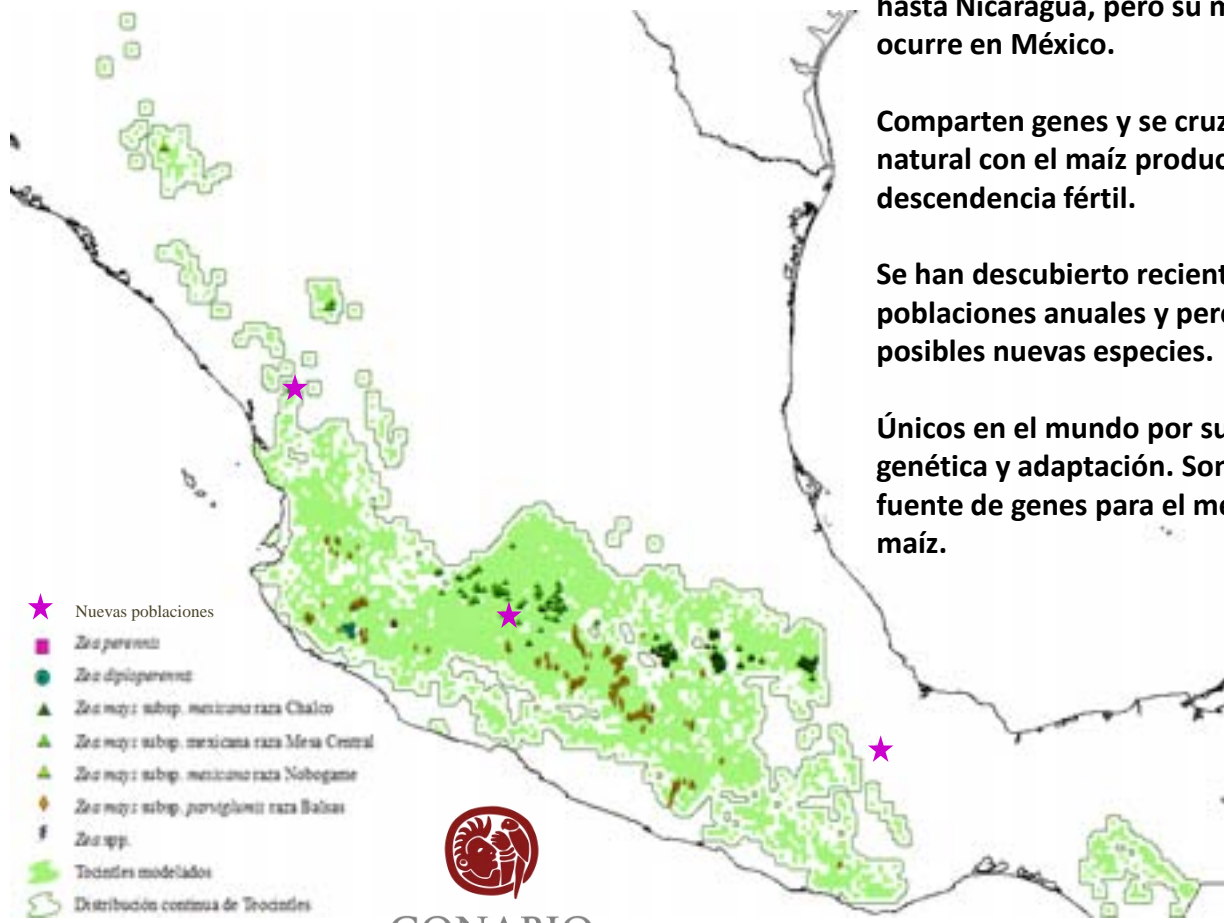 hasta Nicaragua, pero su m
ocurre en México.
Comparten genes y se cruz
natural con el maíz produc
descendencia fértil.
Se han descubierto recient
poblaciones anuales y pere
posibles nuevas especies.
Únicos en el mundo por su
genética y adaptación. Son
fuente de genes para el me
maíz.
Nuevas poblaciones
Zea perennis
Zea diploperennis
Zea mays subsp. mexicana raza Chalco
Zea mays subsp. mexicana raza Mesa Central
Zea mays subsp. mexicana raza Nobogame
Zea mays subsp. parviglumis raza Balsas
Zea spp.
Teocintles modelados
Distribución continua de Teocintles
CONABIO